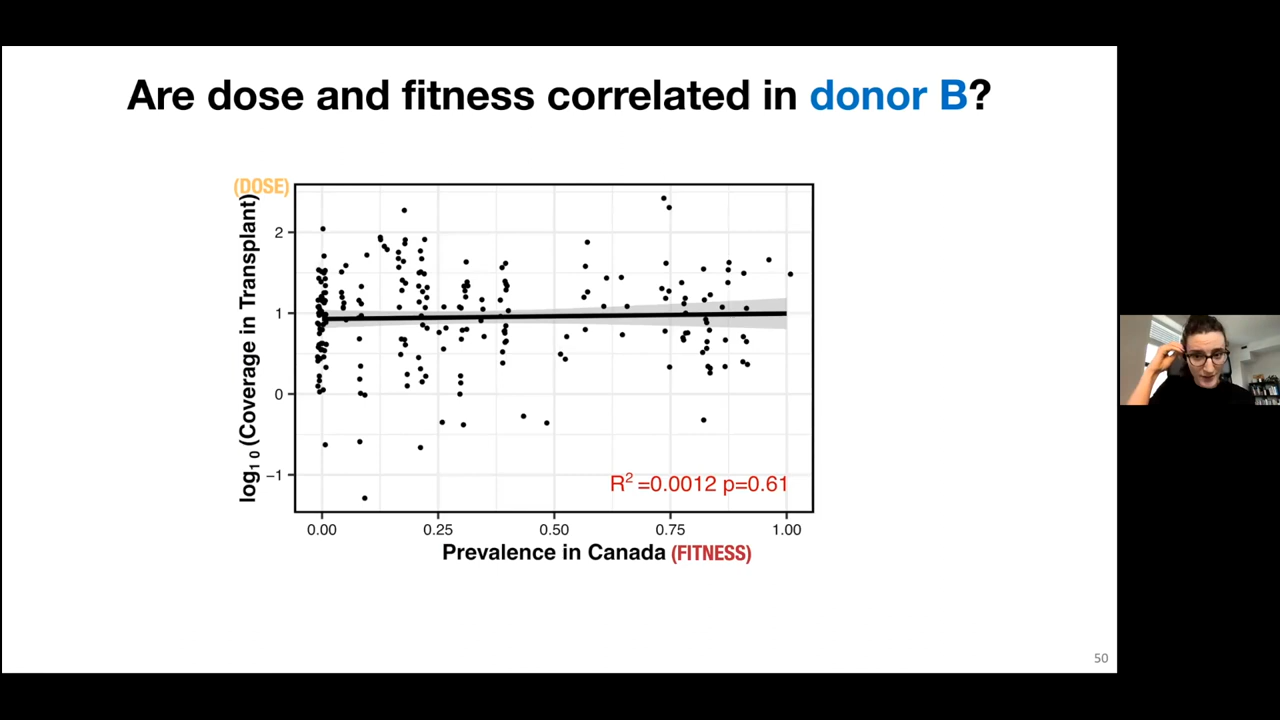 Are dose and fitness correlated in donor B?
(DOSE)
log10 (Coverage in Transplant)
2
1
0
−1
R2 =0.0012 p=0.61
0.00 0.25 0.50 0.75 1.00
Prevalence in Canada (FITNESS)
50